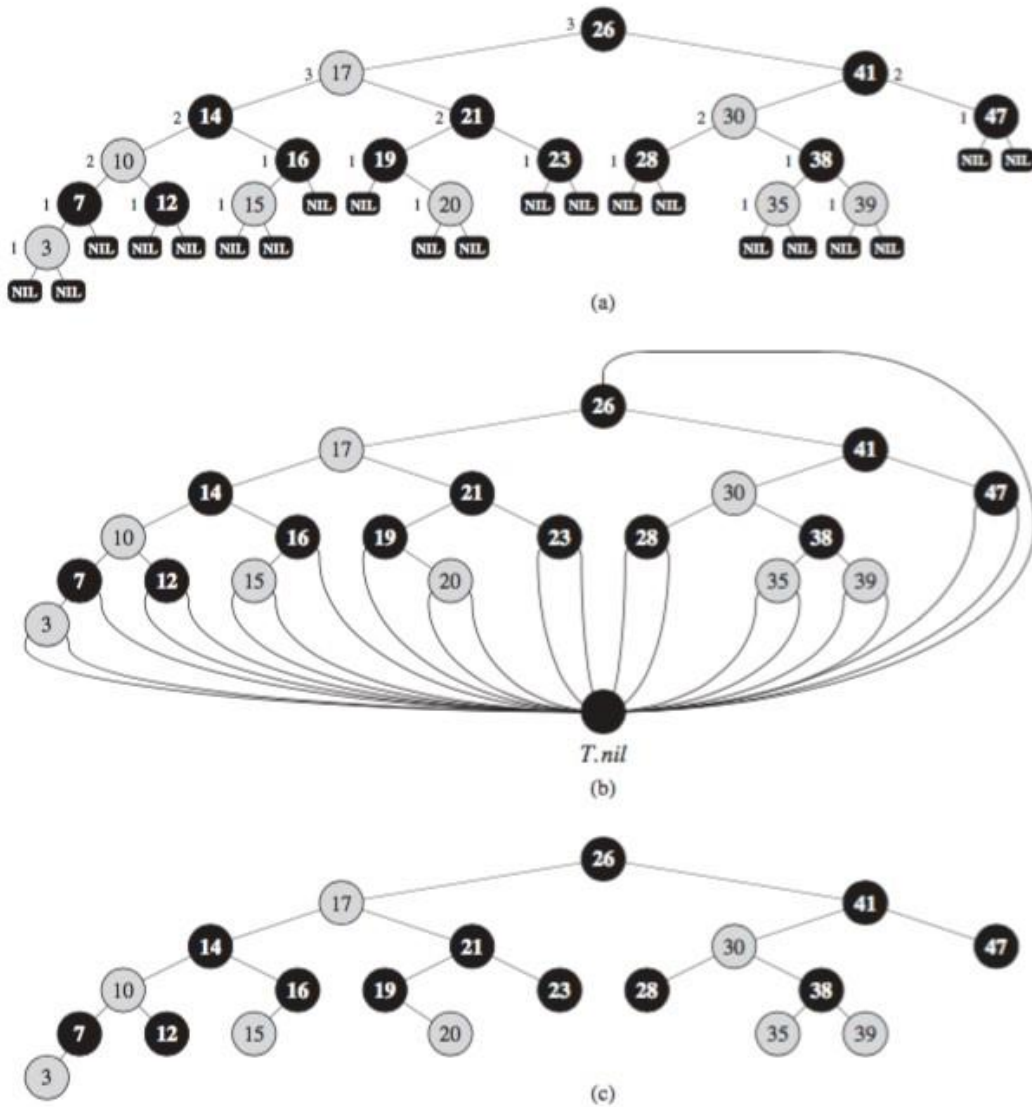 3 26
3 17 41 2
2 14 2 21 2 30 1 47
2 10 1 16 1 19 1 23 1 28 1 38 NIL NIL
1 7 1 12 1 15 NIL NIL 1 20 NIL NIL NIL NIL 1 35 1 39
1 3 NIL NIL NIL NIL NIL NIL NIL NIL NIL NIL NIL
NIL NIL
(a)
26
17 41
14 21 30 47
10 16 19 23 28 38
7 12 15 20 35 39
3
T.nil
(b)
26
17 41
14 21 30 47
10 16 19 23 28 38
7 12 15 20 35 39
3
(c)